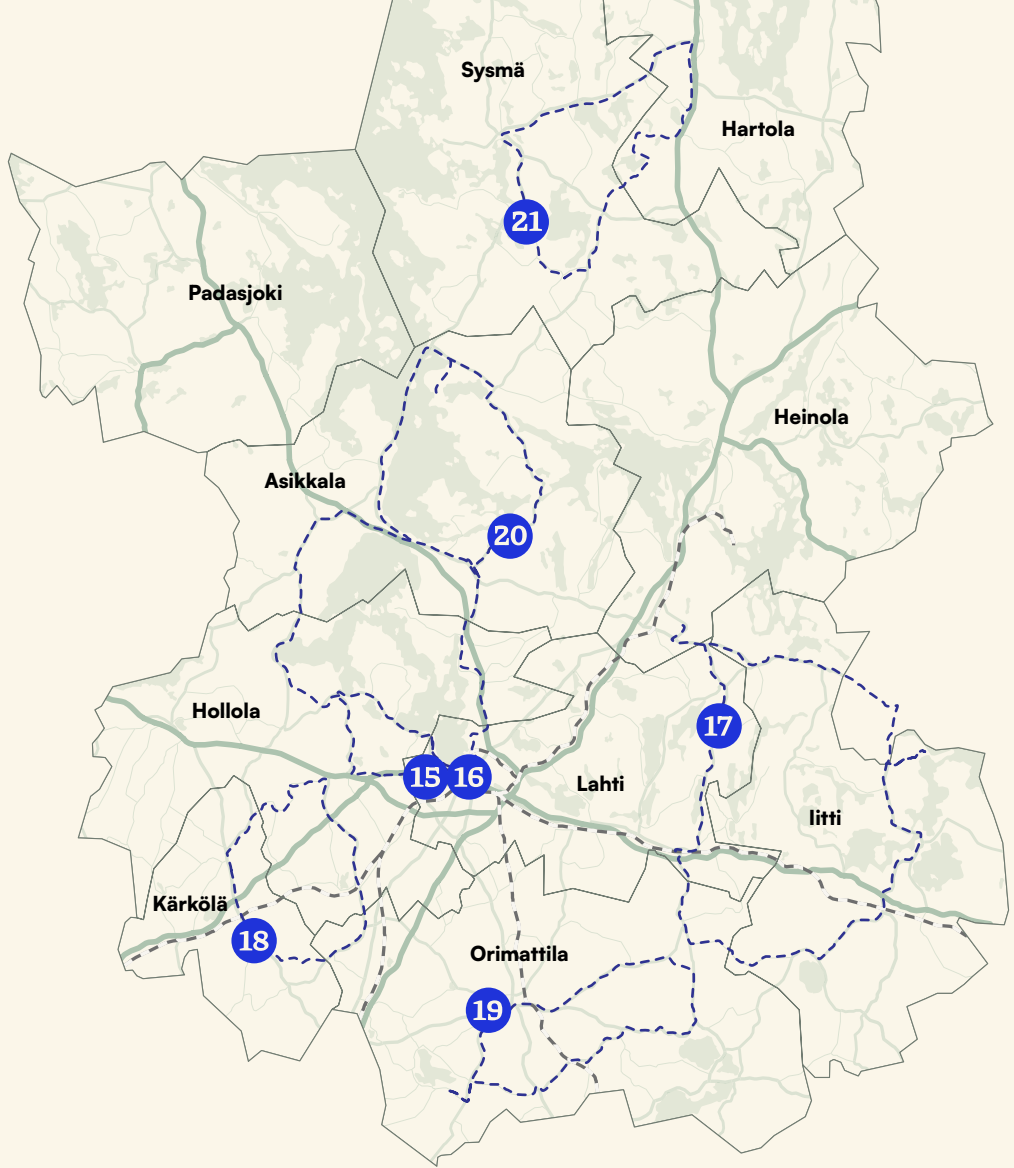 Sysmä
Hartola
21
Padasjoki
Heinola
Asikkala
20
Hollola
17
15
16
Lahti
Iitti
Kärkölä
18
Orimattila
19